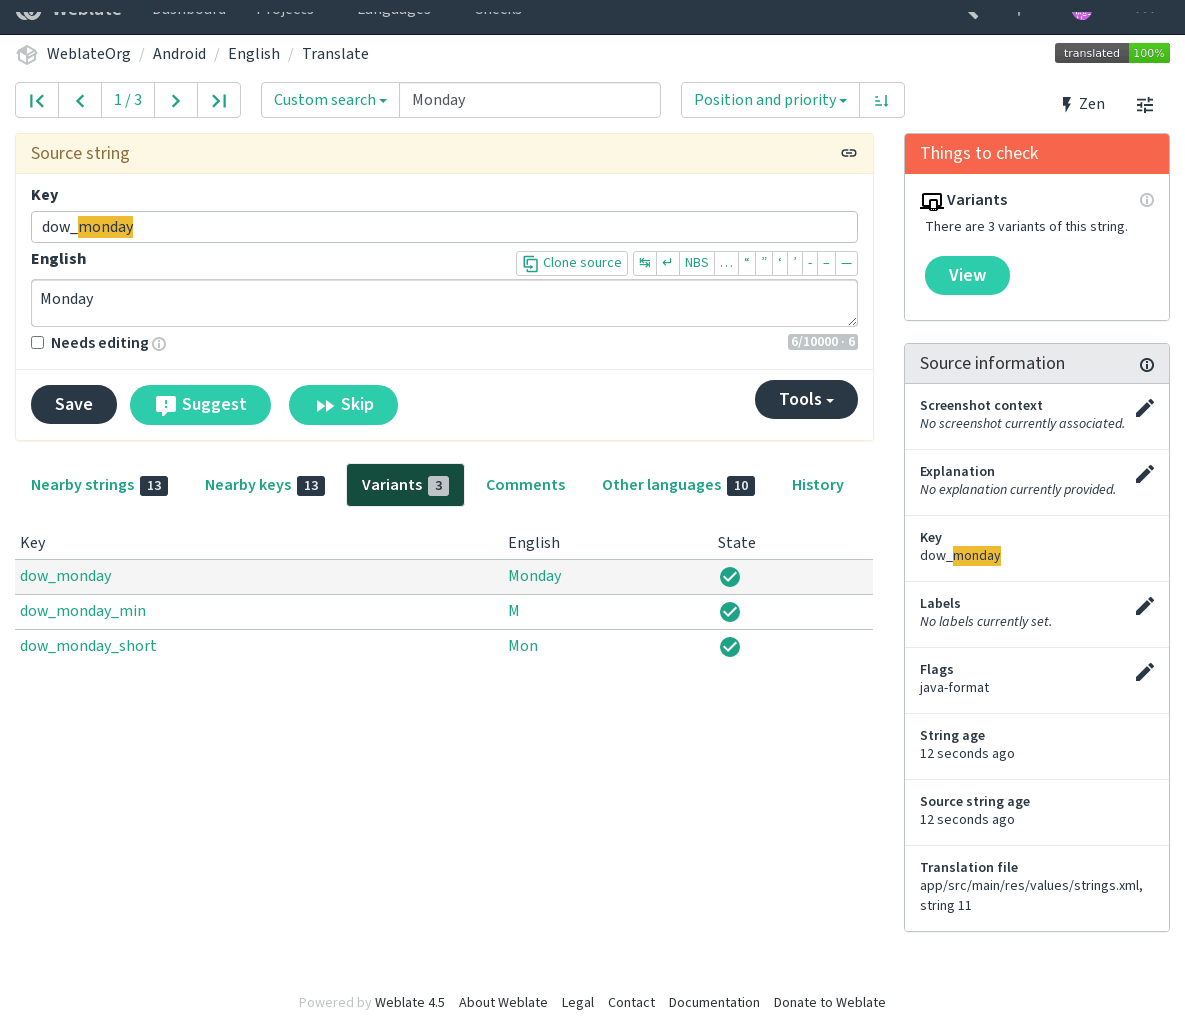 Weblate Dashboard Projects Languages Checks
WeblateOrg / Android / English / Translate
translated 100%
1 / 3
Custom search
Monday
Position and priority
Zen
Source string
Key
dow_monday
English
Clone source
↹ ↵ NBS … “ ” ‘ ’ - – —
Monday
Needs editing
6/10000 · 6
Save
Suggest
Skip
Tools
Nearby strings 13
Nearby keys 13
Variants 3
Comments
Other languages 10
History
Key English State
dow_monday Monday
dow_monday_min M
dow_monday_short Mon
Things to check
Variants
There are 3 variants of this string.
View
Source information
Screenshot context
No screenshot currently associated.
Explanation
No explanation currently provided.
Key
dow_monday
Labels
No labels currently set.
Flags
java-format
String age
12 seconds ago
Source string age
12 seconds ago
Translation file
app/src/main/res/values/strings.xml,
string 11
Powered by Weblate 4.5 About Weblate Legal Contact Documentation Donate to Weblate